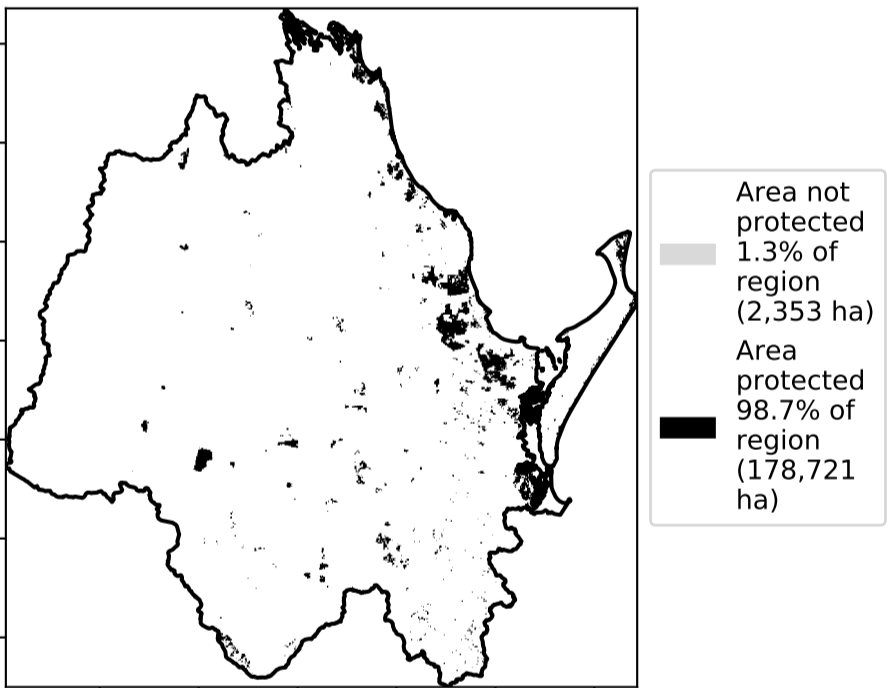 Area not
protected
1.3% of
region
(2,353 ha)
Area
protected
98.7% of
region
(178,721
ha)